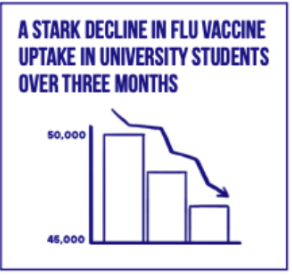 A STARK DECLINE IN FLU VACCINE
UPTAKE IN UNIVERSITY STUDENTS
OVER THREE MONTHS
50,000
45,000